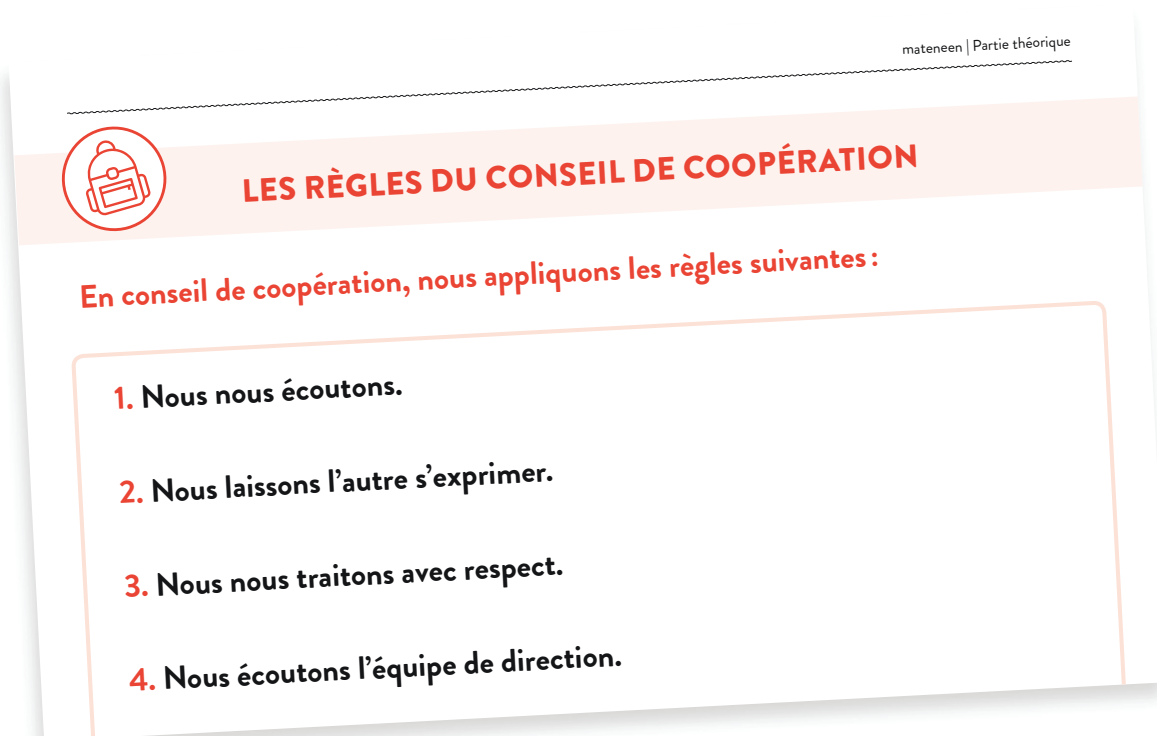 mateneen | Partie théorique
LES RÈGLES DU CONSEIL DE COOPÉRATION
En conseil de coopération, nous appliquons les règles suivantes :
1. Nous nous écoutons.
2. Nous laissons l’autre s’exprimer.
3. Nous nous traitons avec respect.
4. Nous écoutons l’équipe de direction.